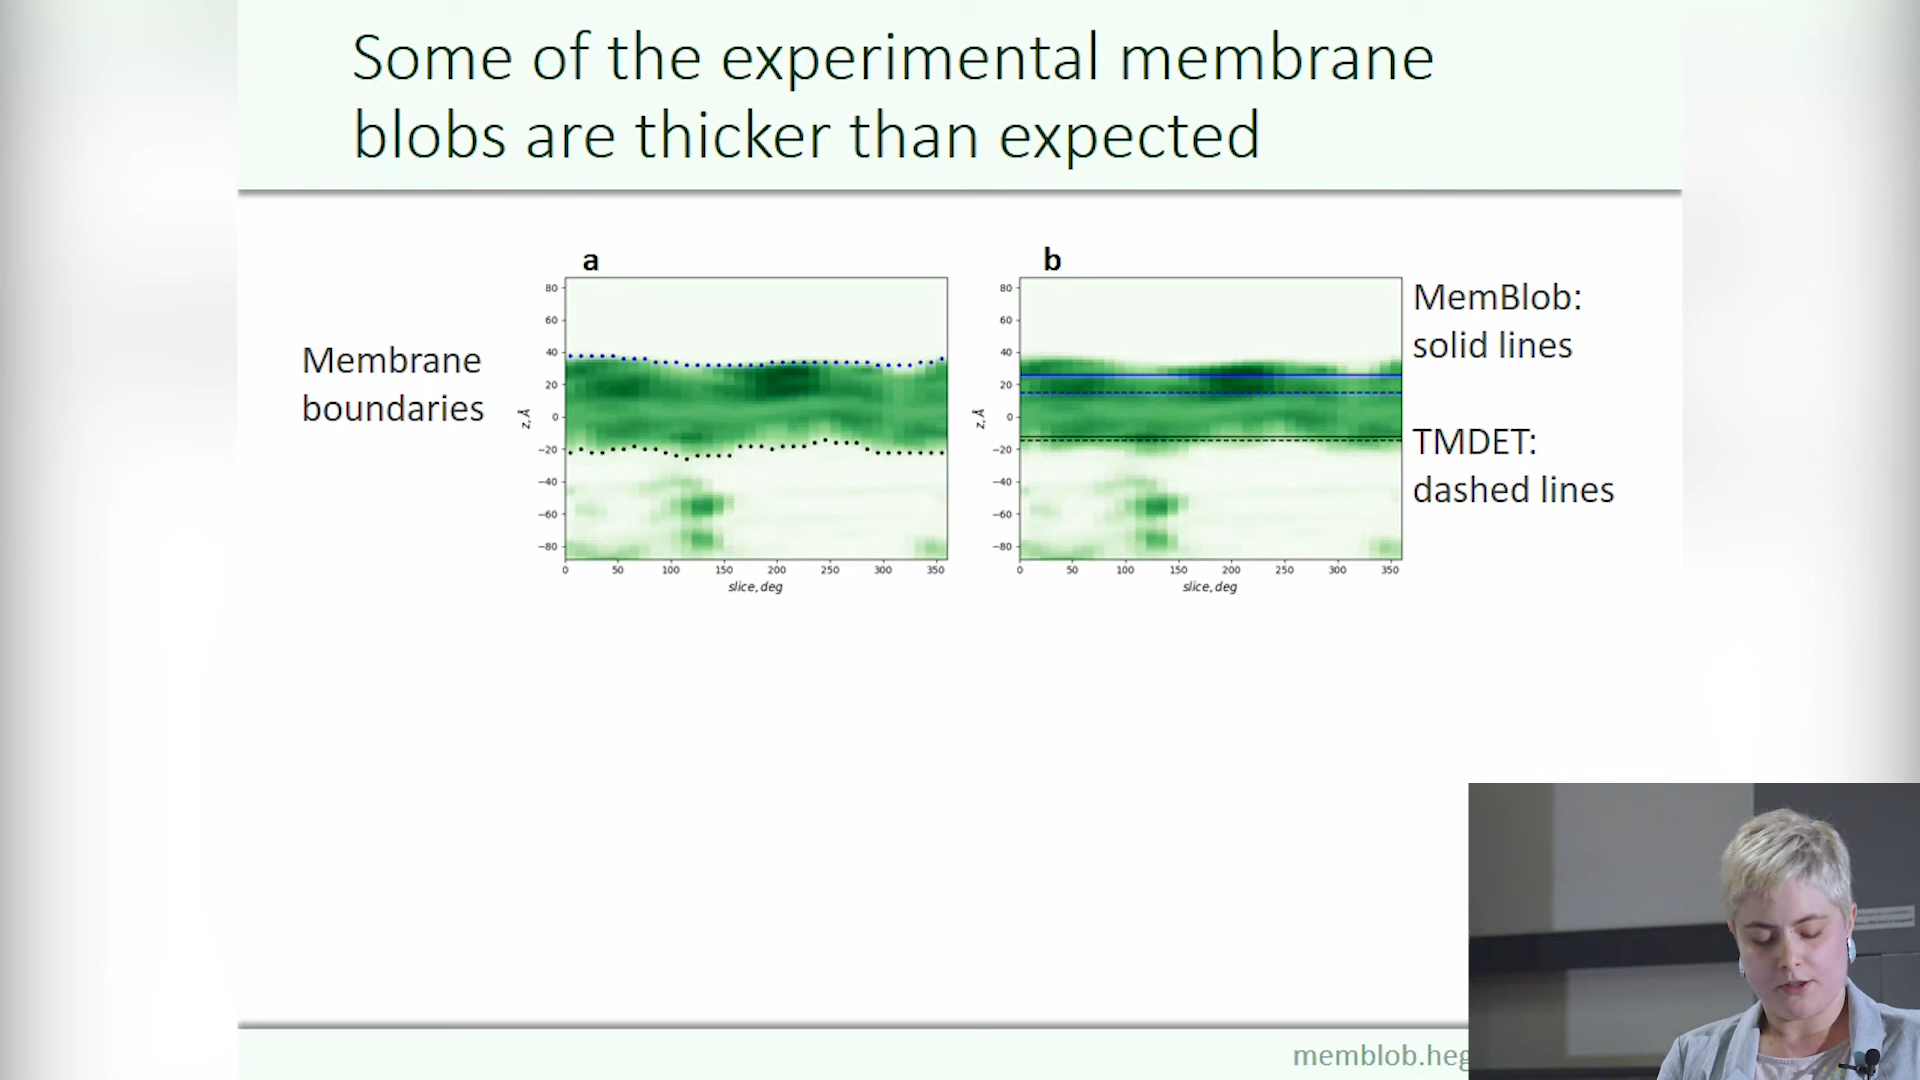 Some of the experimental membrane
blobs are thicker than expected
Membrane
boundaries
a
80
60
40
20
0
−20
−40
−60
−80
z, Å
0 50 100 150 200 250 300 350
slice, deg
b
80
60
40
20
0
−20
−40
−60
−80
z, Å
0 50 100 150 200 250 300 350
slice, deg
MemBlob:
solid lines
TMDET:
dashed lines
memblob.heg